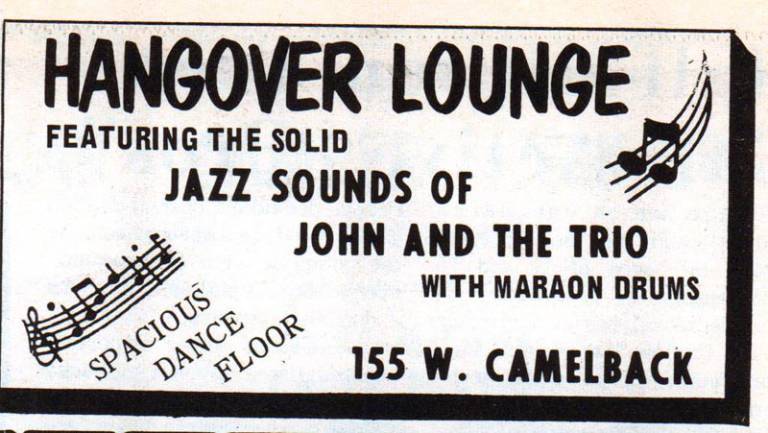 HANGOVER LOUNGE
FEATURING THE SOLID
JAZZ SOUNDS OF
JOHN AND THE TRIO
WITH MARAON DRUMS
SPACIOUS
DANCE
FLOOR
155 W. CAMELBACK